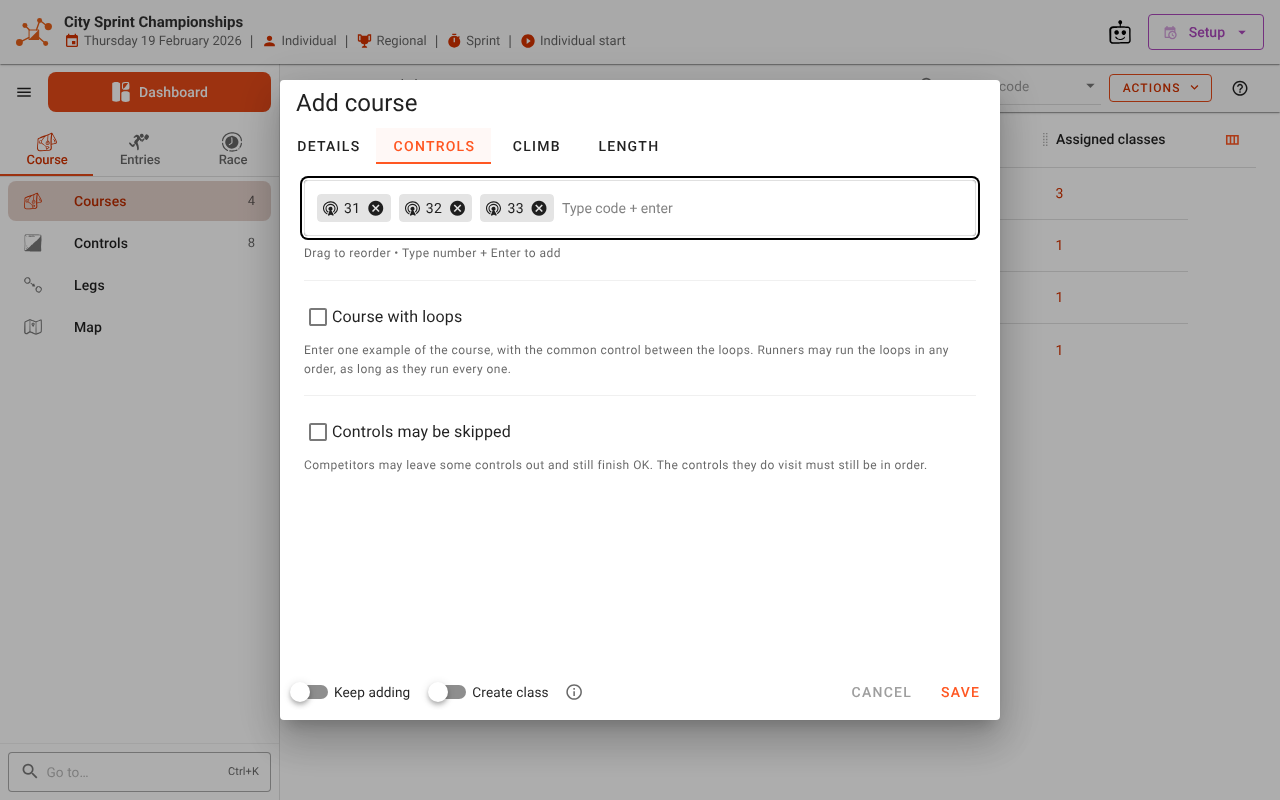 City Sprint Championships
Thursday 19 February 2026 | Individual | Regional | Sprint | Individual start
Setup
Dashboard
code
ACTIONS
Course
Entries
Race
Assigned classes
Courses 4
3
Controls 8
1
Legs
1
Map
1
Add course
DETAILS CONTROLS CLIMB LENGTH
31 32 33 Type code + enter
Drag to reorder • Type number + Enter to add
Course with loops
Enter one example of the course, with the common control between the loops. Runners may run the loops in any
order, as long as they run every one.
Controls may be skipped
Competitors may leave some controls out and still finish OK. The controls they do visit must still be in order.
Keep adding Create class CANCEL SAVE
Go to... Ctrl+K